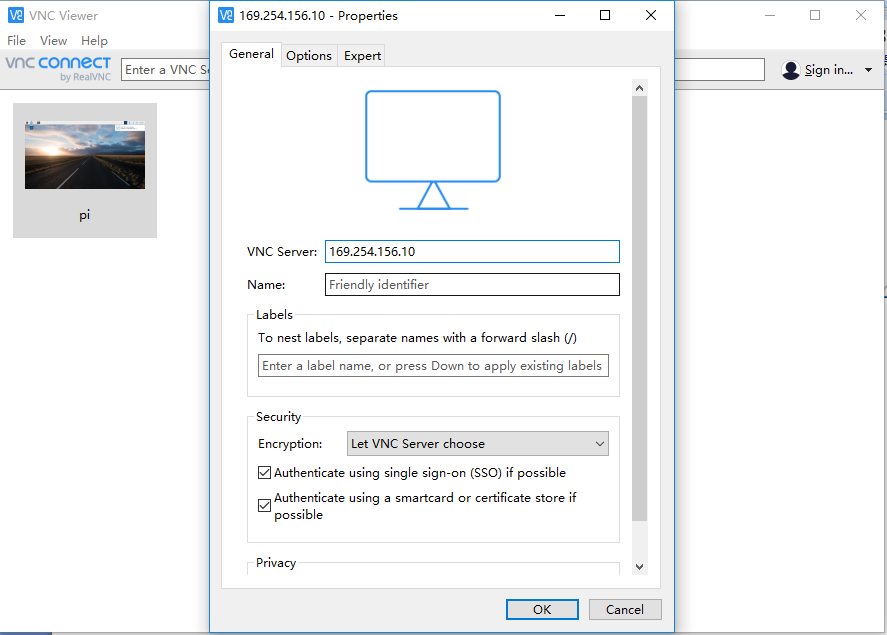 VNC Viewer
File View Help
vnc connect
by RealVNC
Enter a VNC Se
Sign in...
pi
169.254.156.10 - Properties
General Options Expert
VNC Server: 169.254.156.10
Name: Friendly identifier
Labels
To nest labels, separate names with a forward slash (/)
Enter a label name, or press Down to apply existing labels
Security
Encryption: Let VNC Server choose
Authenticate using single sign-on (SSO) if possible
Authenticate using a smartcard or certificate store if
possible
Privacy
OK Cancel